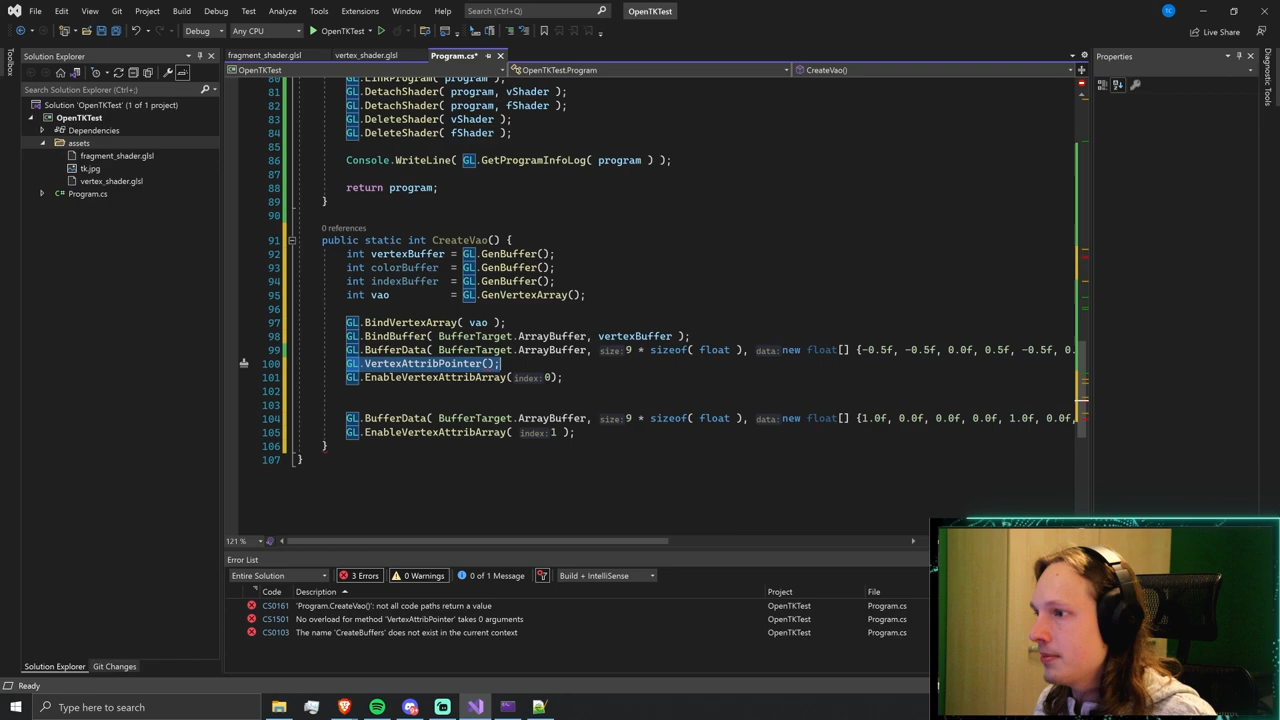 File Edit View Git Project Build Debug Test Analyze Tools Extensions Window Help Search (Ctrl+Q) OpenTKTest TC
Debug Any CPU OpenTKTest Live Share
Toolbox
Solution Explorer
Search Solution Explorer (Ctrl+;)
Solution 'OpenTKTest' (1 of 1 project)
OpenTKTest
Dependencies
assets
fragment_shader.glsl
tk.jpg
vertex_shader.glsl
Program.cs
Solution Explorer Git Changes
fragment_shader.glsl vertex_shader.glsl Program.cs*
OpenTKTest OpenTKTest.Program CreateVao()
80 GL.LinkProgram( program );
81 GL.DetachShader( program, vShader );
82 GL.DetachShader( program, fShader );
83 GL.DeleteShader( vShader );
84 GL.DeleteShader( fShader );
85
86 Console.WriteLine( GL.GetProgramInfoLog( program ) );
87
88 return program;
89 }
90
0 references
91 public static int CreateVao() {
92 int vertexBuffer = GL.GenBuffer();
93 int colorBuffer = GL.GenBuffer();
94 int indexBuffer = GL.GenBuffer();
95 int vao = GL.GenVertexArray();
96
97 GL.BindVertexArray( vao );
98 GL.BindBuffer( BufferTarget.ArrayBuffer, vertexBuffer );
99 GL.BufferData( BufferTarget.ArrayBuffer, size: 9 * sizeof( float ), data: new float[] {-0.5f, -0.5f, 0.0f, 0.5f, -0.5f, 0.
100 GL.VertexAttribPointer();
101 GL.EnableVertexAttribArray( index: 0);
102
103
104 GL.BufferData( BufferTarget.ArrayBuffer, size: 9 * sizeof( float ), data: new float[] {1.0f, 0.0f, 0.0f, 0.0f, 1.0f, 0.0f,
105 GL.EnableVertexAttribArray( index: 1 );
106 }
107 }
121 %
Error List
Entire Solution 3 Errors 0 Warnings 0 of 1 Message Build + IntelliSense
Code Description Project File
CS0161 'Program.CreateVao()': not all code paths return a value OpenTKTest Program.cs
CS1501 No overload for method 'VertexAttribPointer' takes 0 arguments OpenTKTest Program.cs
CS0103 The name 'CreateBuffers' does not exist in the current context OpenTKTest Program.cs
Properties
Diagnostic Tools
Ready
Type here to search